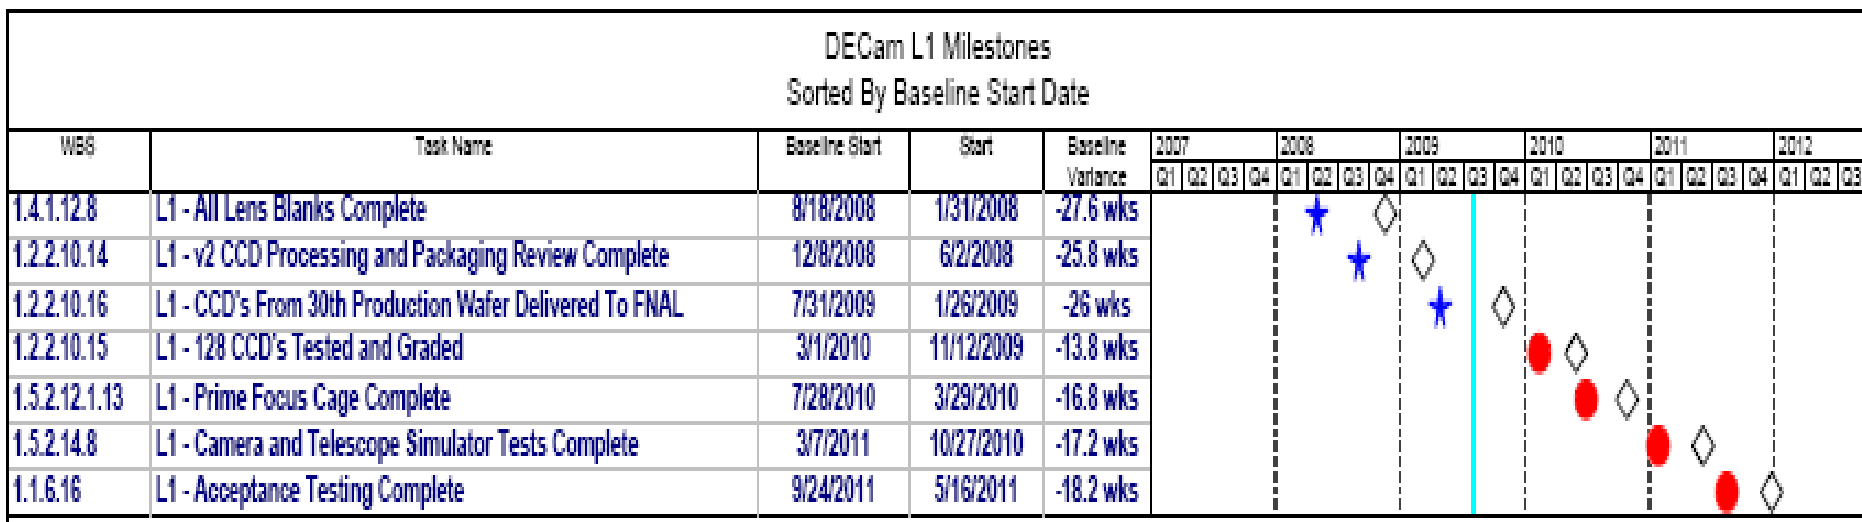 DECam L1 Milestones
Sorted By Baseline Start Date
WBS Task Name Baseline Start Start Baseline Variance 2007 2008 2009 2010 2011 2012
Q1 Q2 Q3 Q4 Q1 Q2 Q3 Q4 Q1 Q2 Q3 Q4 Q1 Q2 Q3 Q4 Q1 Q2 Q3 Q4 Q1 Q2 Q3
1.4.1.12.8 L1 - All Lens Blanks Complete 8/18/2008 1/31/2008 -27.6 wks
1.2.2.10.14 L1 - v2 CCD Processing and Packaging Review Complete 12/8/2008 6/2/2008 -25.8 wks
1.2.2.10.16 L1 - CCD's From 30th Production Wafer Delivered To FNAL 7/31/2009 1/26/2009 -26 wks
1.2.2.10.15 L1 - 128 CCD's Tested and Graded 3/1/2010 11/12/2009 -13.8 wks
1.5.2.12.1.13 L1 - Prime Focus Cage Complete 7/28/2010 3/29/2010 -16.8 wks
1.5.2.14.8 L1 - Camera and Telescope Simulator Tests Complete 3/7/2011 10/27/2010 -17.2 wks
1.1.6.16 L1 - Acceptance Testing Complete 9/24/2011 5/16/2011 -18.2 wks